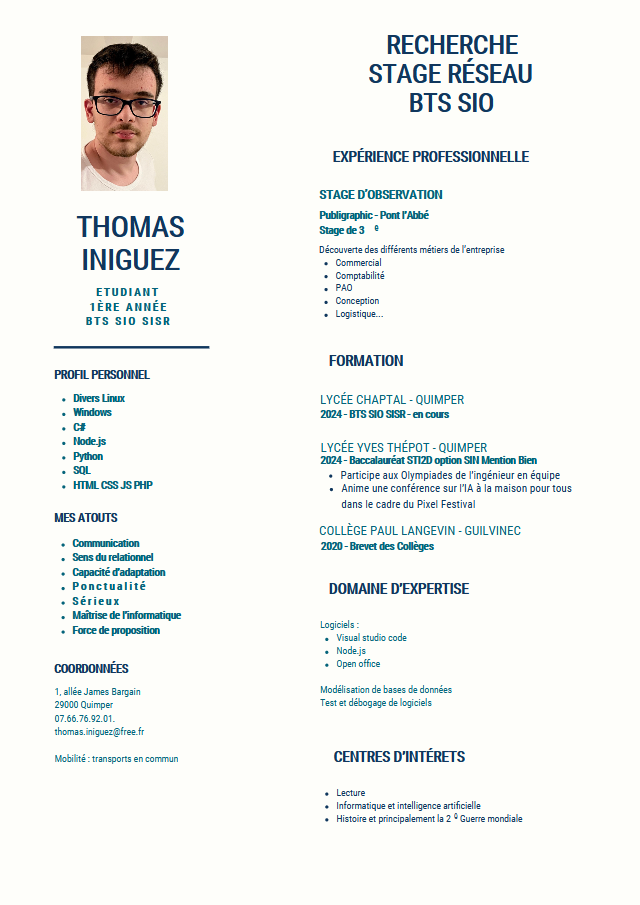 THOMAS
INIGUEZ
ETUDIANT
1ÈRE ANNÉE
BTS SIO SISR
PROFIL PERSONNEL
• Divers Linux
• Windows
• C#
• Node.js
• Python
• SQL
• HTML CSS JS PHP
MES ATOUTS
• Communication
• Sens du relationnel
• Capacité d'adaptation
• Ponctualité
• Sérieux
• Maîtrise de l'informatique
• Force de proposition
COORDONNÉES
1, allée James Bargain
29000 Quimper
07.66.76.92.01.
thomas.iniguez@free.fr
Mobilité : transports en commun
RECHERCHE
STAGE RÉSEAU
BTS SIO
EXPÉRIENCE PROFESSIONNELLE
STAGE D'OBSERVATION
Publigraphic - Pont l'Abbé
Stage de 3 e
Découverte des différents métiers de l'entreprise
• Commercial
• Comptabilité
• PAO
• Conception
• Logistique...
FORMATION
LYCÉE CHAPTAL - QUIMPER
2024 - BTS SIO SISR - en cours
LYCÉE YVES THÉPOT - QUIMPER
2024 - Baccalauréat STI2D option SIN Mention Bien
• Participe aux Olympiades de l'ingénieur en équipe
• Anime une conférence sur l'IA à la maison pour tous
dans le cadre du Pixel Festival
COLLÈGE PAUL LANGEVIN - GUILVINEC
2020 - Brevet des Collèges
DOMAINE D'EXPERTISE
Logiciels :
• Visual studio code
• Node.js
• Open office
Modélisation de bases de données
Test et débogage de logiciels
CENTRES D'INTÉRETS
• Lecture
• Informatique et intelligence artificielle
• Histoire et principalement la 2 e Guerre mondiale